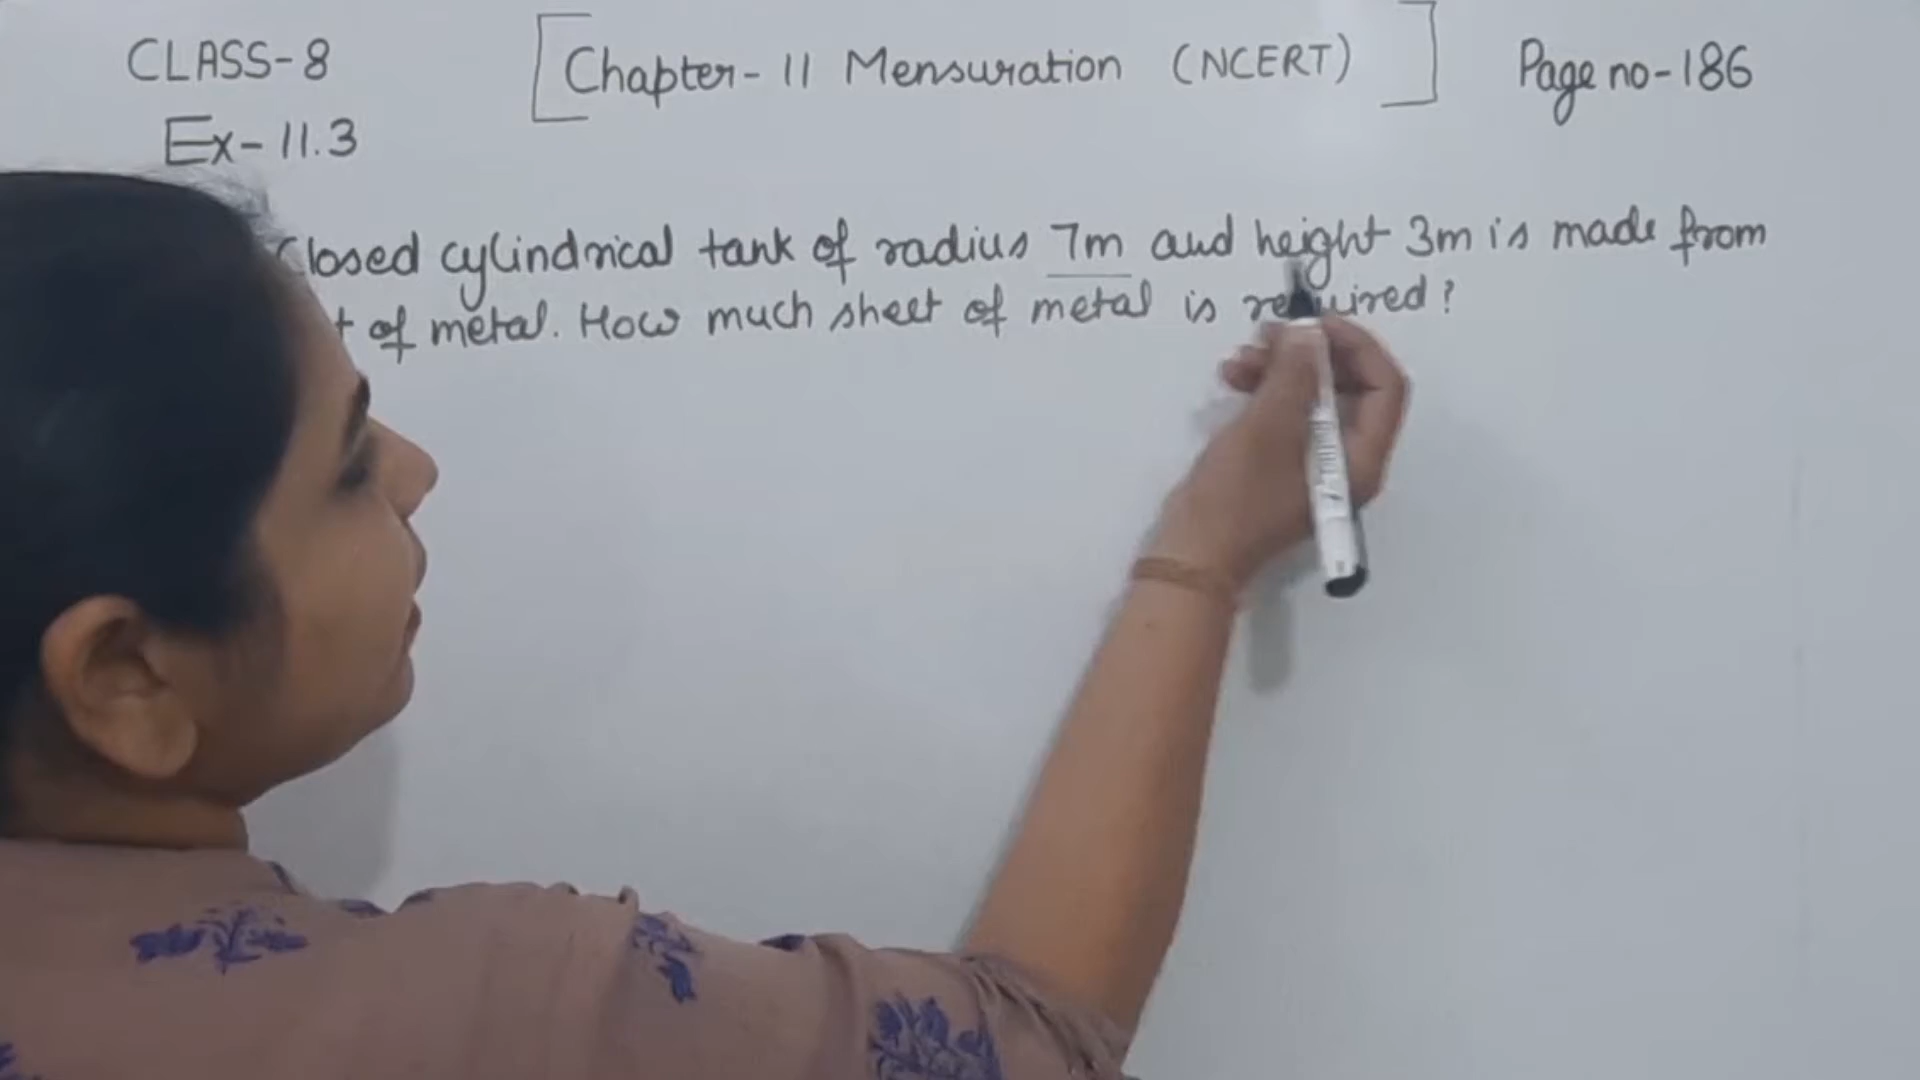 CLASS-8 [Chapter-11 Mensuration (NCERT)] Page no-186
Ex-11.3
Closed cylindrical tank of radius 7m and height 3m is made from
of metal. How much sheet of metal is required?